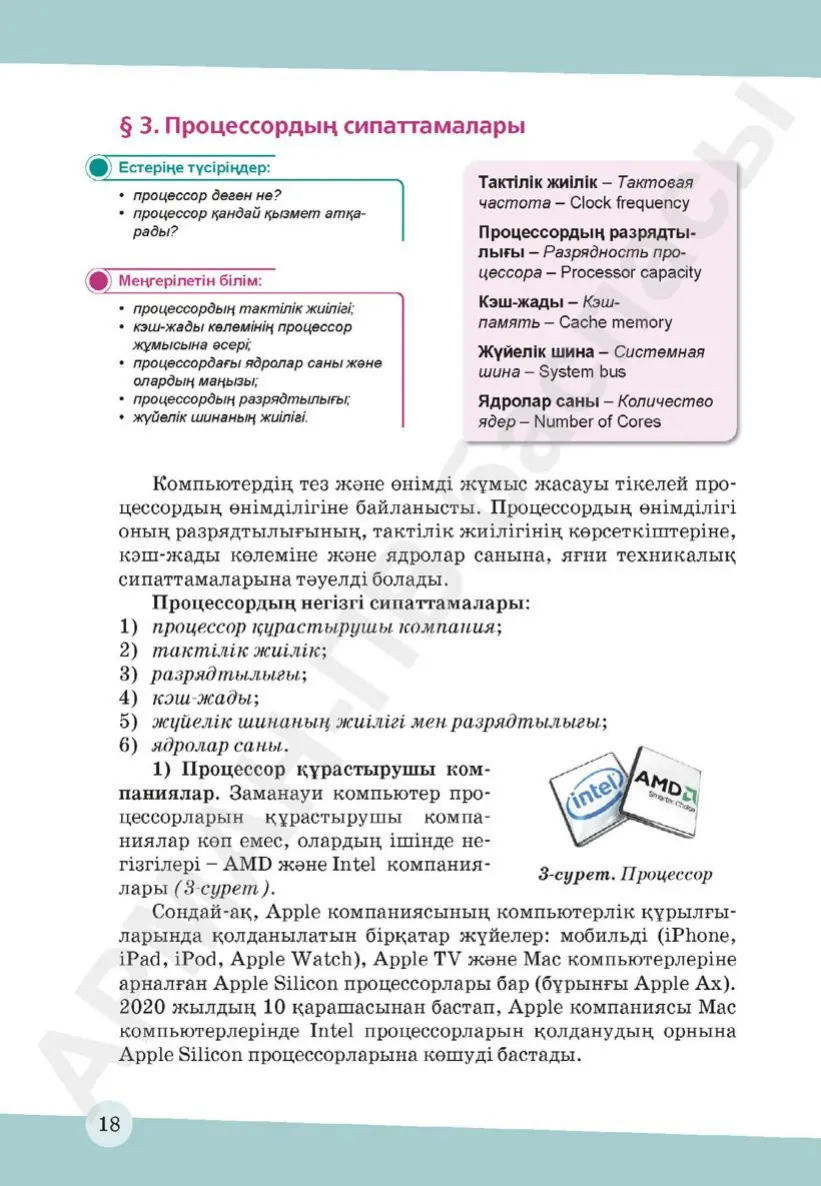 § 3. Процессордың сипаттамалары
Естеріңе түсіріңдер:
• процессор деген не?
• процессор қандай қызмет атқа-
рады?
Меңгерілетін білім:
• процессордың тактілік жиілігі;
• кэш-жады көлемінің процессор
жұмысына әсері;
• процессордағы ядролар саны және
олардың маңызы;
• процессордың разрядтылығы;
• жүйелік шинаның жиілігі.
Тактілік жиілік – Тактовая
частота – Clock frequency
Процессордың разрядты-
лығы – Разрядность про-
цессора – Processor capacity
Кэш-жады – Кэш-
память – Cache memory
Жүйелік шина – Системная
шина – System bus
Ядролар саны – Количество
ядер – Number of Cores
Компьютердің тез және өнімді жұмыс жасауы тікелей про-
цессордың өнімділігіне байланысты. Процессордың өнімділігі
оның разрядтылығының, тактілік жиілігінің көрсеткіштеріне,
кэш-жады көлеміне және ядролар санына, яғни техникалық
сипаттамаларына тәуелді болады.
Процессордың негізгі сипаттамалары:
1) процессор құрастырушы компания;
2) тактілік жиілік;
3) разрядтылығы;
4) кэш-жады;
5) жүйелік шинаның жиілігі мен разрядтылығы;
6) ядролар саны.
1) Процессор құрастырушы ком-
паниялар. Заманауи компьютер про-
цессорларын құрастырушы компа-
ниялар көп емес, олардың ішінде не-
гізгілері – AMD және Intel компания-
лары (3-сурет).
intel
AMD
Smarter Choice
3-сурет. Процессор
Сондай-ақ, Apple компаниясының компьютерлік құрылғы-
ларында қолданылатын бірқатар жүйелер: мобильді (iPhone,
iPad, iPod, Apple Watch), Apple TV және Mac компьютерлеріне
арналған Apple Silicon процессорлары бар (бұрынғы Apple Ax).
2020 жылдың 10 қарашасынан бастап, Apple компаниясы Mac
компьютерлерінде Intel процессорларын қолданудың орнына
Apple Silicon процессорларына көшуді бастады.
18
АРМАН-ПВ баспасы